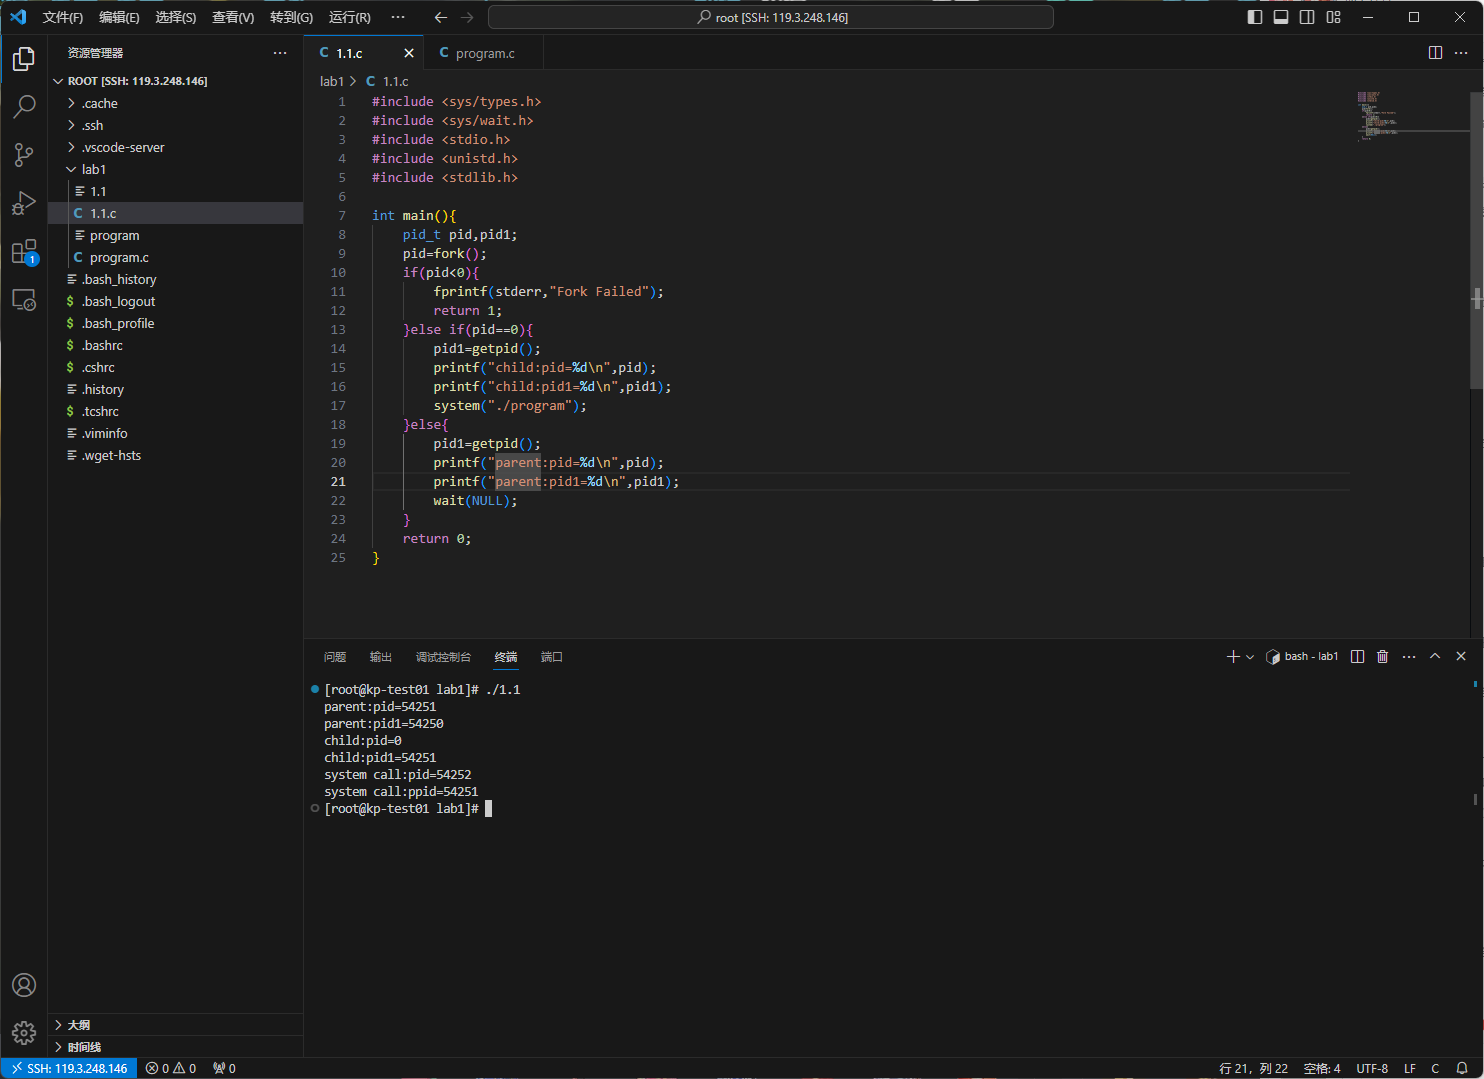 文件(F) 编辑(E) 选择(S) 查看(V) 转到(G) 运行(R) ··· root [SSH: 119.3.248.146]
资源管理器 ···
ROOT [SSH: 119.3.248.146]
.cache
.ssh
.vscode-server
lab1
1.1
C 1.1.c
program
C program.c
.bash_history
$ .bash_logout
$ .bash_profile
$ .bashrc
$ .cshrc
.history
$ .tcshrc
.viminfo
.wget-hsts
大纲
时间线
1
C 1.1.c C program.c
lab1 > C 1.1.c
1 #include <sys/types.h>
2 #include <sys/wait.h>
3 #include <stdio.h>
4 #include <unistd.h>
5 #include <stdlib.h>
6
7 int main(){
8 pid_t pid,pid1;
9 pid=fork();
10 if(pid<0){
11 fprintf(stderr,"Fork Failed");
12 return 1;
13 }else if(pid==0){
14 pid1=getpid();
15 printf("child:pid=%d\n",pid);
16 printf("child:pid1=%d\n",pid1);
17 system("./program");
18 }else{
19 pid1=getpid();
20 printf("parent:pid=%d\n",pid);
21 printf("parent:pid1=%d\n",pid1);
22 wait(NULL);
23 }
24 return 0;
25 }
问题 输出 调试控制台 终端 端口 bash - lab1
[root@kp-test01 lab1]# ./1.1
parent:pid=54251
parent:pid1=54250
child:pid=0
child:pid1=54251
system call:pid=54252
system call:ppid=54251
[root@kp-test01 lab1]#
SSH: 119.3.248.146 0 0 0 行 21，列 22 空格: 4 UTF-8 LF C